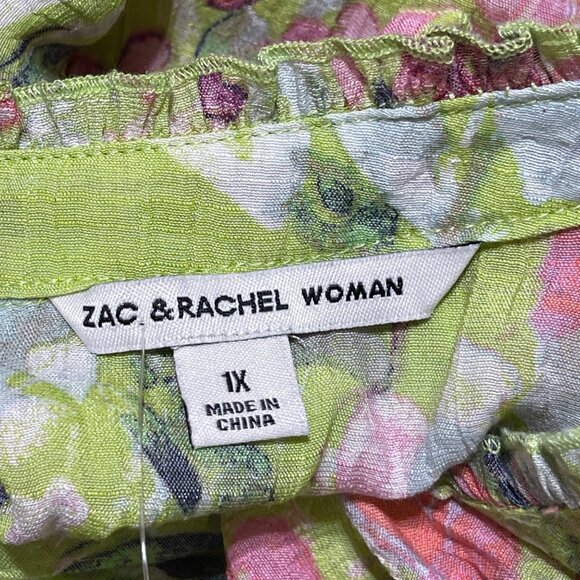 ZAC & RACHEL WOMAN
1X
MADE IN
CHINA